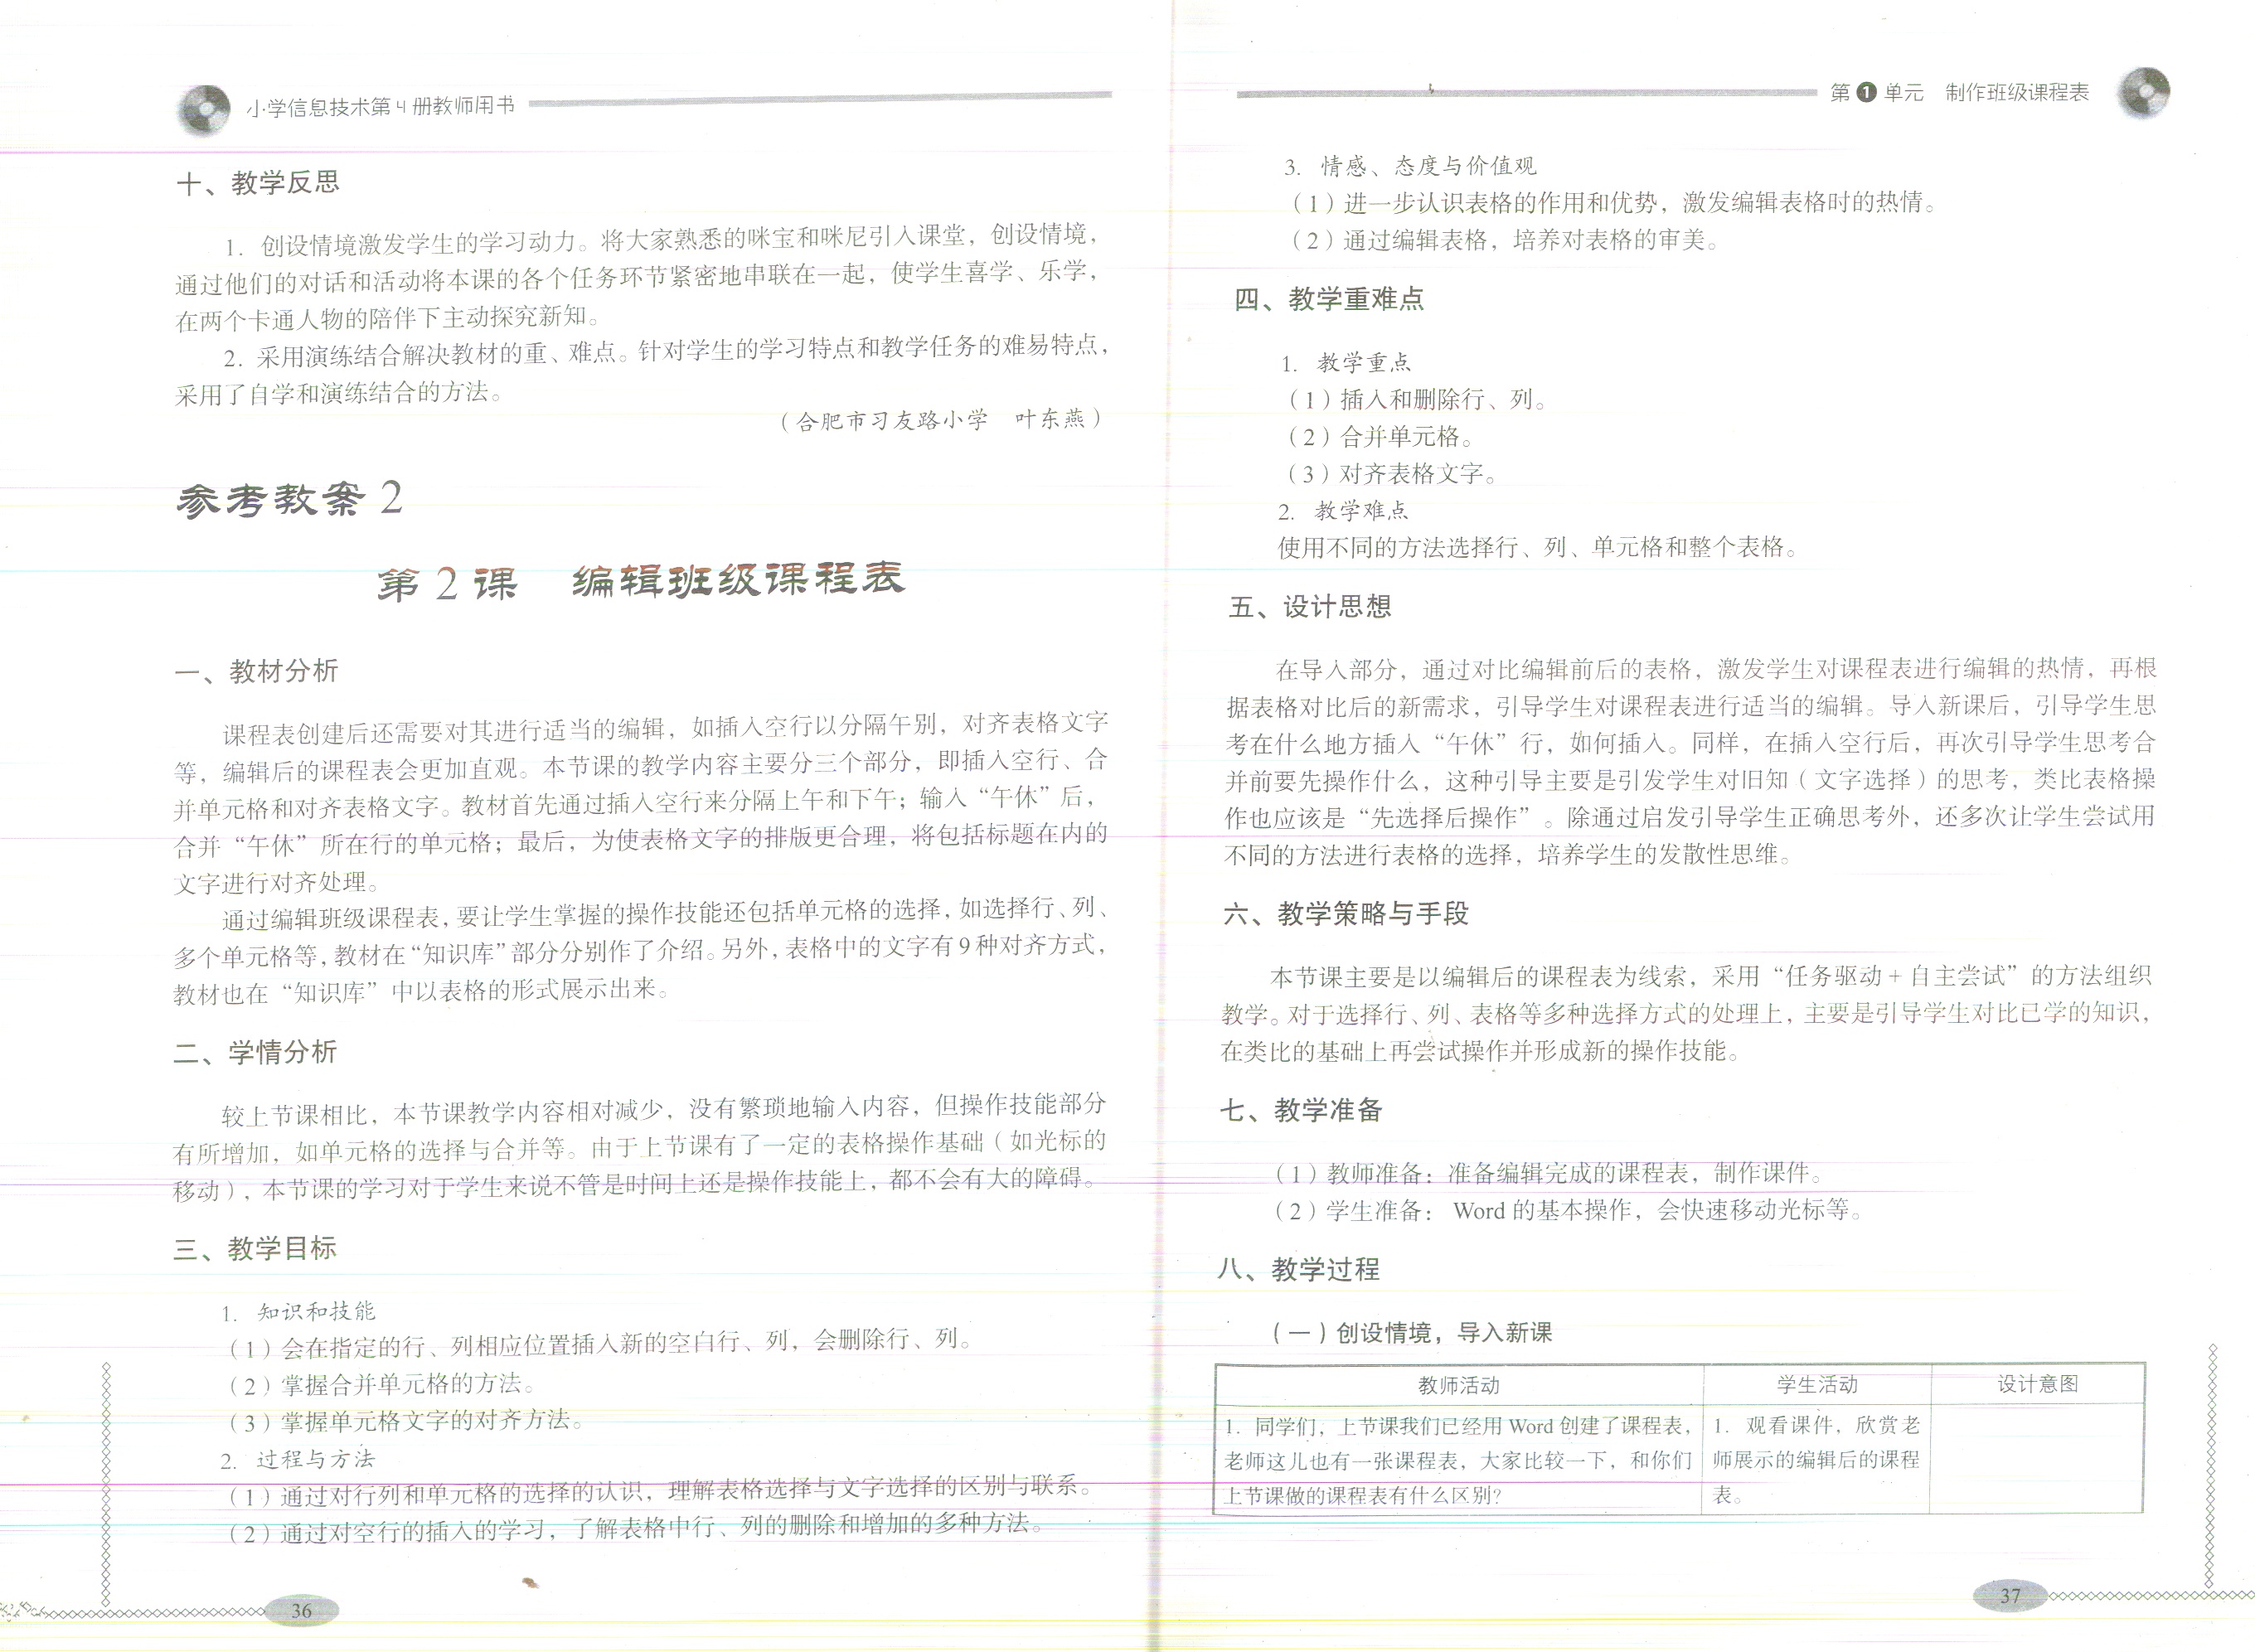 小学信息技术第4册教师用书
十、教学反思
1. 创设情境激发学生的学习动力。将大家熟悉的咪宝和咪尼引入课堂，创设情境，
通过他们的对话和活动将本课的各个任务环节紧密地串联在一起，使学生喜学、乐学，
在两个卡通人物的陪伴下主动探究新知。
2. 采用演练结合解决教材的重、难点。针对学生的学习特点和教学任务的难易特点，
采用了自学和演练结合的方法。
（合肥市习友路小学　叶东燕）
参考教案 2
第 2 课　编辑班级课程表
一、教材分析
课程表创建后还需要对其进行适当的编辑，如插入空行以分隔午别，对齐表格文字
等，编辑后的课程表会更加直观。本节课的教学内容主要分三个部分，即插入空行、合
并单元格和对齐表格文字。教材首先通过插入空行来分隔上午和下午；输入“午休”后，
合并“午休”所在行的单元格；最后，为使表格文字的排版更合理，将包括标题在内的
文字进行对齐处理。
通过编辑班级课程表，要让学生掌握的操作技能还包括单元格的选择，如选择行、列、
多个单元格等，教材在“知识库”部分分别作了介绍。另外，表格中的文字有9种对齐方式，
教材也在“知识库”中以表格的形式展示出来。
二、学情分析
较上节课相比，本节课教学内容相对减少，没有繁琐地输入内容，但操作技能部分
有所增加，如单元格的选择与合并等。由于上节课有了一定的表格操作基础（如光标的
移动），本节课的学习对于学生来说不管是时间上还是操作技能上，都不会有大的障碍。
三、教学目标
1. 知识和技能
（1）会在指定的行、列相应位置插入新的空白行、列，会删除行、列。
（2）掌握合并单元格的方法。
（3）掌握单元格文字的对齐方法。
2. 过程与方法
（1）通过对行列和单元格的选择的认识，理解表格选择与文字选择的区别与联系。
（2）通过对空行的插入的学习，了解表格中行、列的删除和增加的多种方法。
36
第 1 单元　制作班级课程表
3. 情感、态度与价值观
（1）进一步认识表格的作用和优势，激发编辑表格时的热情。
（2）通过编辑表格，培养对表格的审美。
四、教学重难点
1. 教学重点
（1）插入和删除行、列。
（2）合并单元格。
（3）对齐表格文字。
2. 教学难点
使用不同的方法选择行、列、单元格和整个表格。
五、设计思想
在导入部分，通过对比编辑前后的表格，激发学生对课程表进行编辑的热情，再根
据表格对比后的新需求，引导学生对课程表进行适当的编辑。导入新课后，引导学生思
考在什么地方插入“午休”行，如何插入。同样，在插入空行后，再次引导学生思考合
并前要先操作什么，这种引导主要是引发学生对旧知（文字选择）的思考，类比表格操
作也应该是“先选择后操作”。除通过启发引导学生正确思考外，还多次让学生尝试用
不同的方法进行表格的选择，培养学生的发散性思维。
六、教学策略与手段
本节课主要是以编辑后的课程表为线索，采用“任务驱动+自主尝试”的方法组织
教学。对于选择行、列、表格等多种选择方式的处理上，主要是引导学生对比已学的知识，
在类比的基础上再尝试操作并形成新的操作技能。
七、教学准备
（1）教师准备：准备编辑完成的课程表，制作课件。
（2）学生准备： Word 的基本操作，会快速移动光标等。
八、教学过程
（一）创设情境，导入新课
教师活动　学生活动　设计意图
1. 同学们，上节课我们已经用 Word 创建了课程表，
老师这儿也有一张课程表，大家比较一下，和你们
上节课做的课程表有什么区别？
1. 观看课件，欣赏老
师展示的编辑后的课程
表。
37